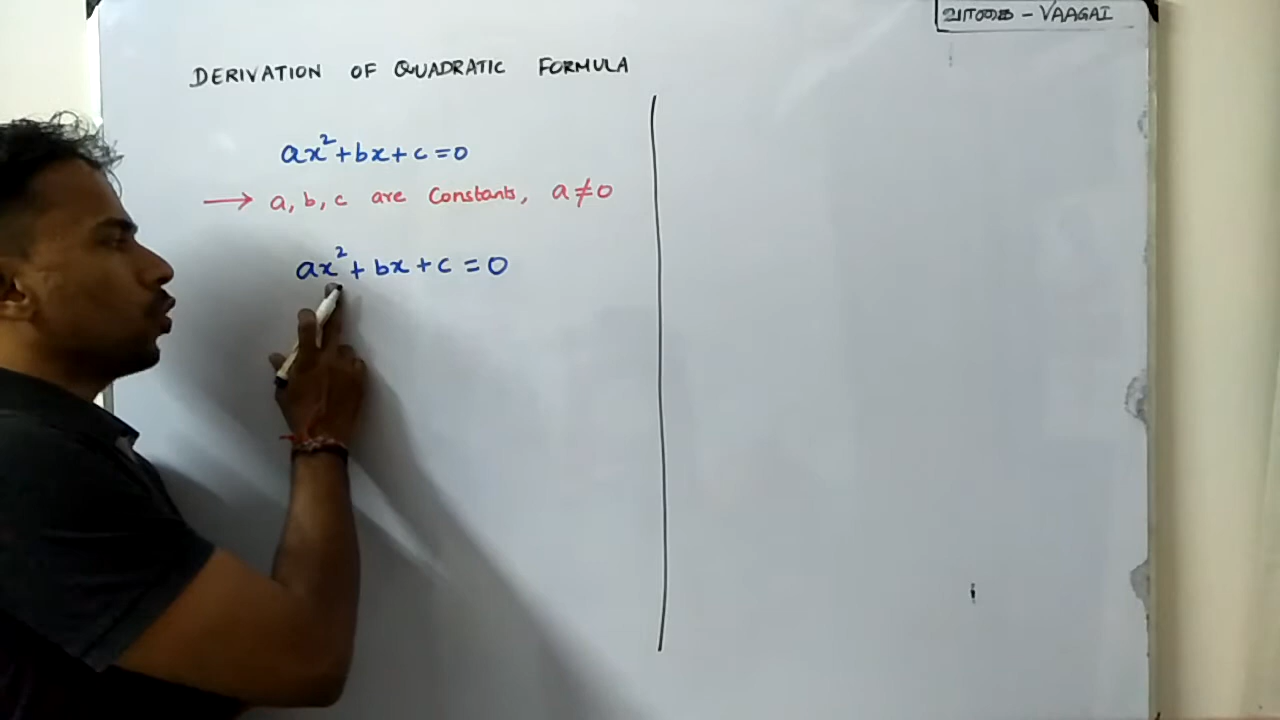 வாகை - VAAGAI
DERIVATION OF QUADRATIC FORMULA
ax²+bx+c=0
→ a, b, c are Constants, a≠0
ax²+bx+c=0